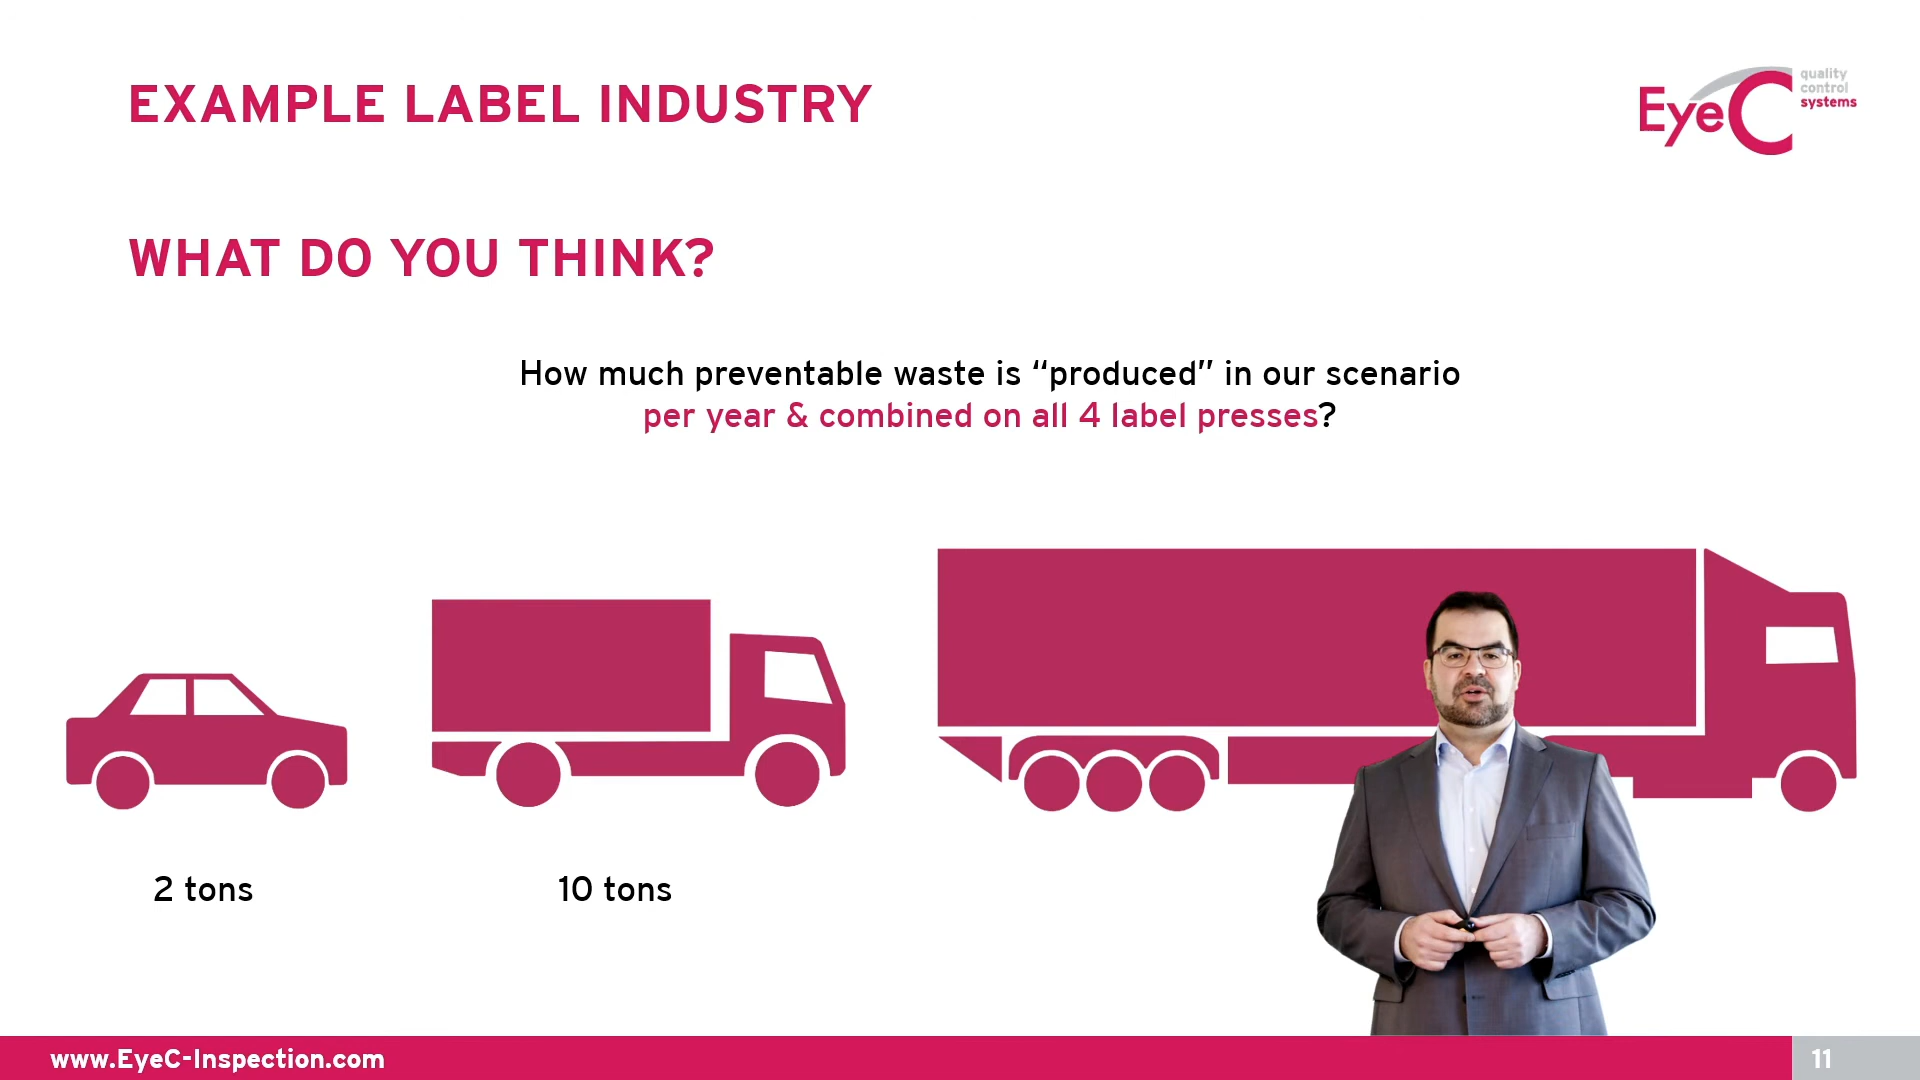 EXAMPLE LABEL INDUSTRY
EyeC
quality
control
systems
WHAT DO YOU THINK?
How much preventable waste is “produced” in our scenario
per year & combined on all 4 label presses?
2 tons
10 tons
www.EyeC-Inspection.com
11